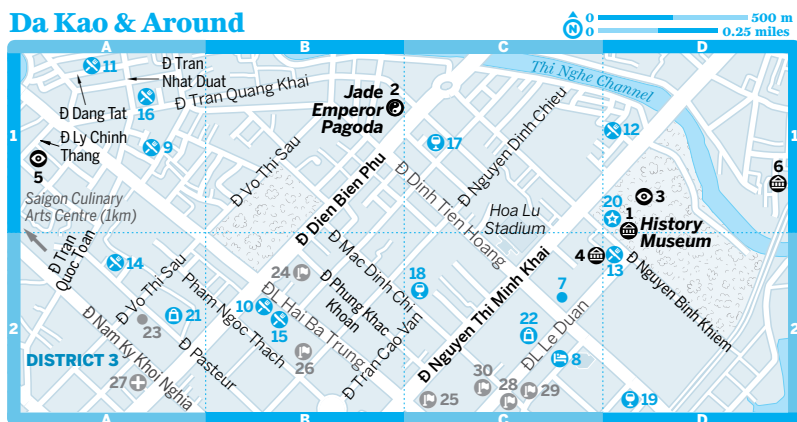 Da Kao & Around
0 500 m
0 0.25 miles
N
A
B
C
D
11
Đ Tran
Nhat Duat
16
Đ Tran Quang Khai
Đ Dang Tat
Đ Ly Chinh
Thang
9
5
Saigon Culinary
Arts Centre (1km)
Đ Tran
Quoc Toan
Jade
Emperor
Pagoda
2
Đ Vo Thi Sau
Đ Dien Bien Phu
17
Đ Dinh Tien Hoang
Đ Nguyen Dinh Chieu
Thi Nghe Channel
12
Hoa Lu
Stadium
20
3
1
History
Museum
6
4
13
Đ Nguyen Binh Khiem
1
1
14
Đ Vo Thi Sau
23
21
Pham Ngoc Thach
Đ Nam Ky Khoi Nghia
DISTRICT 3
Đ Pasteur
27
24
10
15
ĐL Hai Ba Trung
26
Đ Mac Dinh Chi
Đ Phung Khac
Khoan
Đ Tran Cao Van
18
Đ Nguyen Thi Minh Khai
7
22
ĐL Le Duan
8
30
25
28
29
19
2
2
A
B
C
D